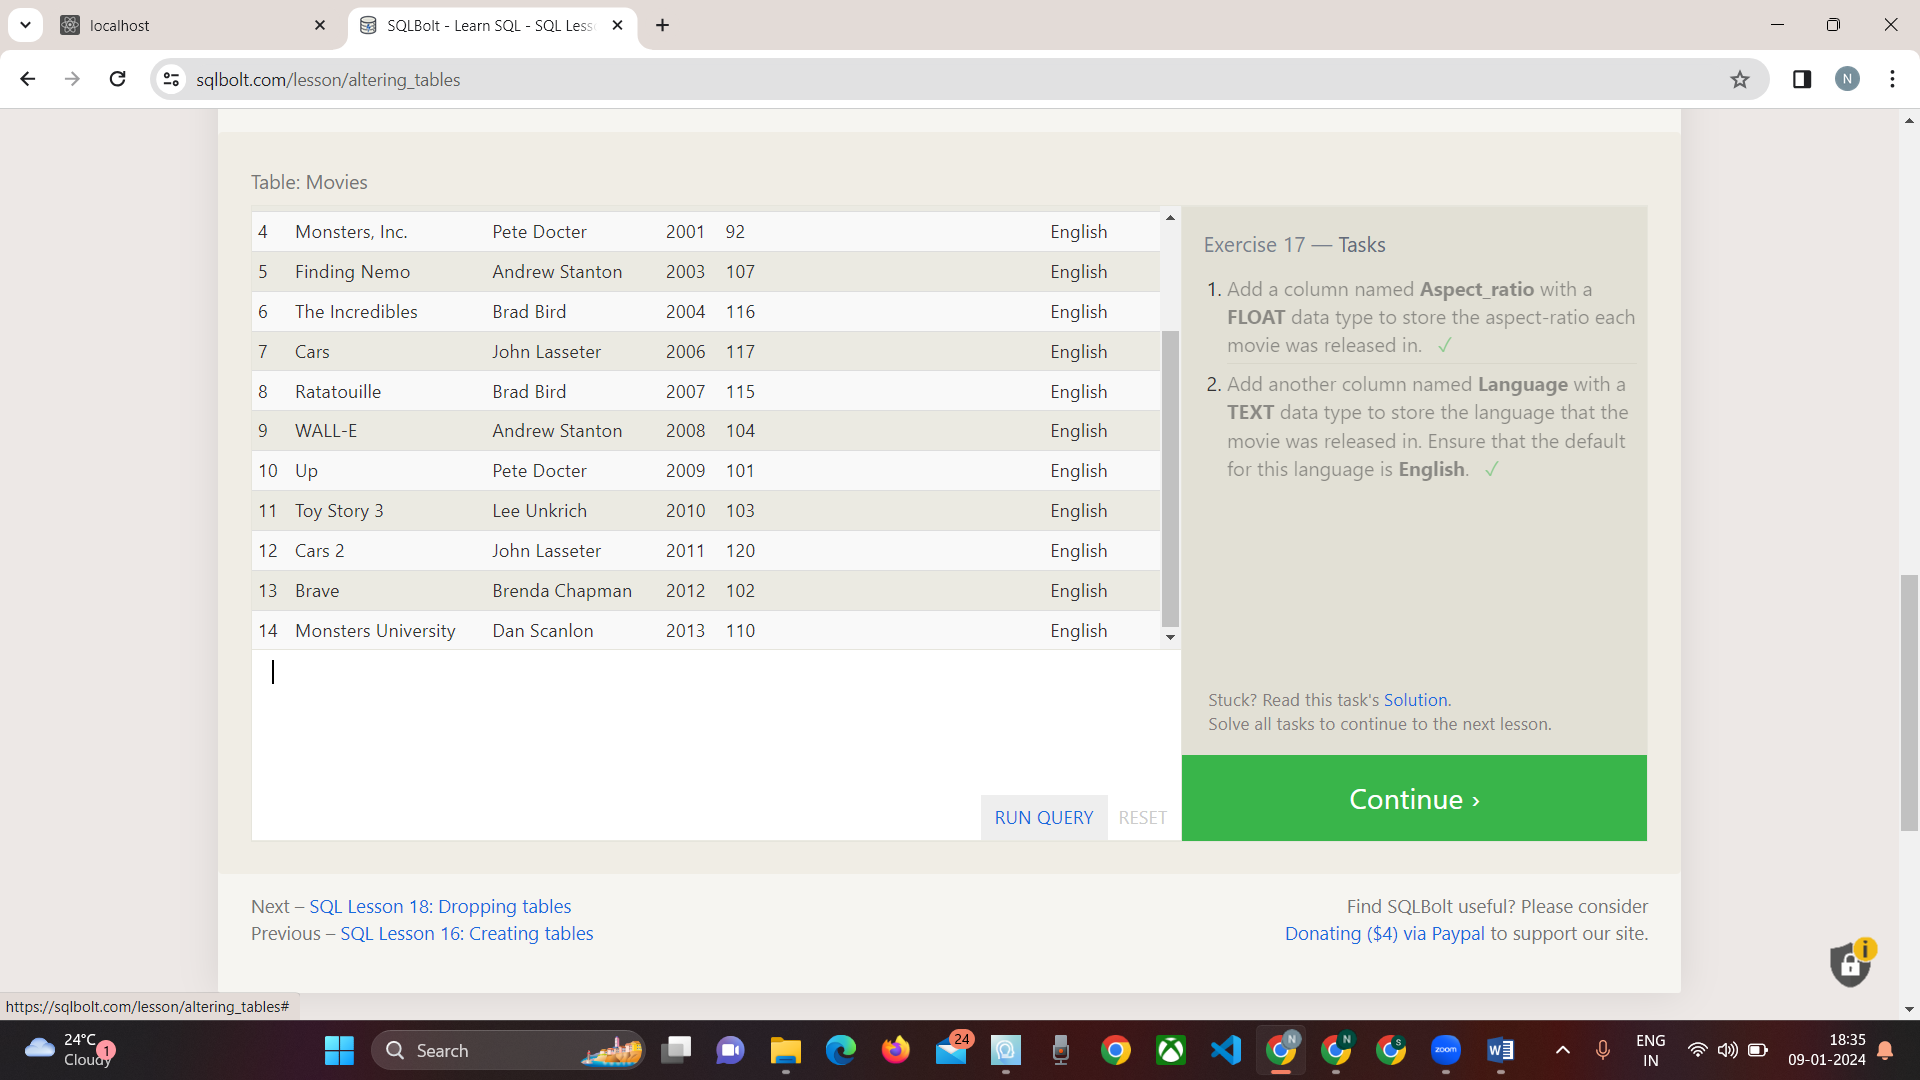 localhost
SQLBolt - Learn SQL - SQL Less
sqlbolt.com/lesson/altering_tables
N
Table: Movies
4 Monsters, Inc. Pete Docter 2001 92 English
5 Finding Nemo Andrew Stanton 2003 107 English
6 The Incredibles Brad Bird 2004 116 English
7 Cars John Lasseter 2006 117 English
8 Ratatouille Brad Bird 2007 115 English
9 WALL-E Andrew Stanton 2008 104 English
10 Up Pete Docter 2009 101 English
11 Toy Story 3 Lee Unkrich 2010 103 English
12 Cars 2 John Lasseter 2011 120 English
13 Brave Brenda Chapman 2012 102 English
14 Monsters University Dan Scanlon 2013 110 English
RUN QUERY RESET
Exercise 17 — Tasks
1. Add a column named Aspect_ratio with a
FLOAT data type to store the aspect-ratio each
movie was released in. ✓
2. Add another column named Language with a
TEXT data type to store the language that the
movie was released in. Ensure that the default
for this language is English. ✓
Stuck? Read this task's Solution.
Solve all tasks to continue to the next lesson.
Continue ›
Next – SQL Lesson 18: Dropping tables
Previous – SQL Lesson 16: Creating tables
Find SQLBolt useful? Please consider
Donating ($4) via Paypal to support our site.
i
https://sqlbolt.com/lesson/altering_tables#
24°C
Cloudy
1
Search
24
N
N
S
zoom
W
ENG
IN
18:35
09-01-2024